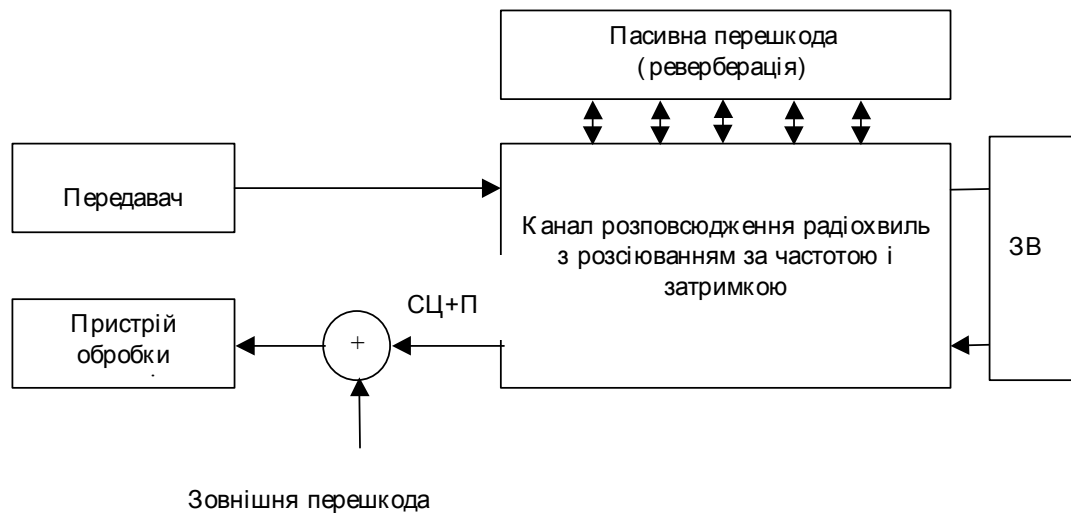 Пасивна перешкода
(реверберація)
Передавач
Канал розповсюдження радіохвиль
з розсіюванням за частотою і
затримкою
ЗВ
СЦ+П
Пристрій
обробки
+
Зовнішня перешкода